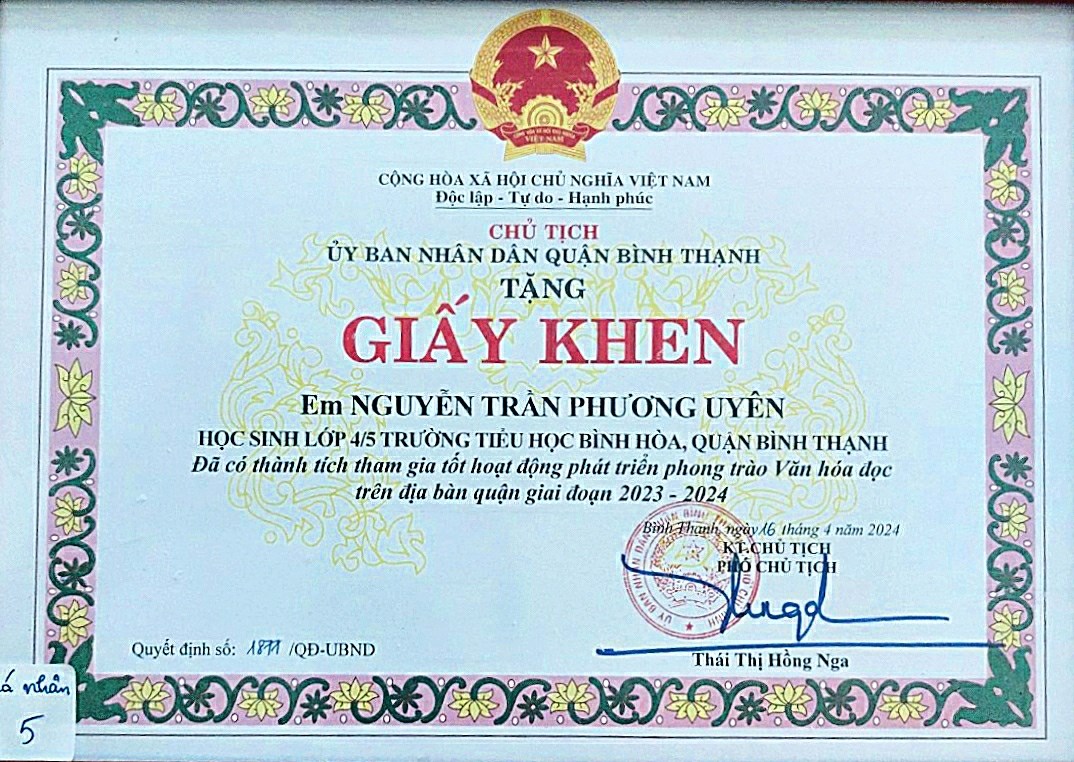 CỘNG HÒA XÃ HỘI CHỦ NGHĨA VIỆT NAM
Độc lập - Tự do - Hạnh phúc
CHỦ TỊCH
ỦY BAN NHÂN DÂN QUẬN BÌNH THẠNH
TẶNG
GIẤY KHEN
Em NGUYỄN TRẦN PHƯƠNG UYÊN
HỌC SINH LỚP 4/5 TRƯỜNG TIỂU HỌC BÌNH HÒA, QUẬN BÌNH THẠNH
Đã có thành tích tham gia tốt hoạt động phát triển phong trào Văn hóa đọc
trên địa bàn quận giai đoạn 2023 - 2024
Bình Thạnh, ngày 16 tháng 4 năm 2024
KT.CHỦ TỊCH
PHÓ CHỦ TỊCH
Quyết định số: /QĐ-UBND
Thái Thị Hồng Nga
á nhân
5